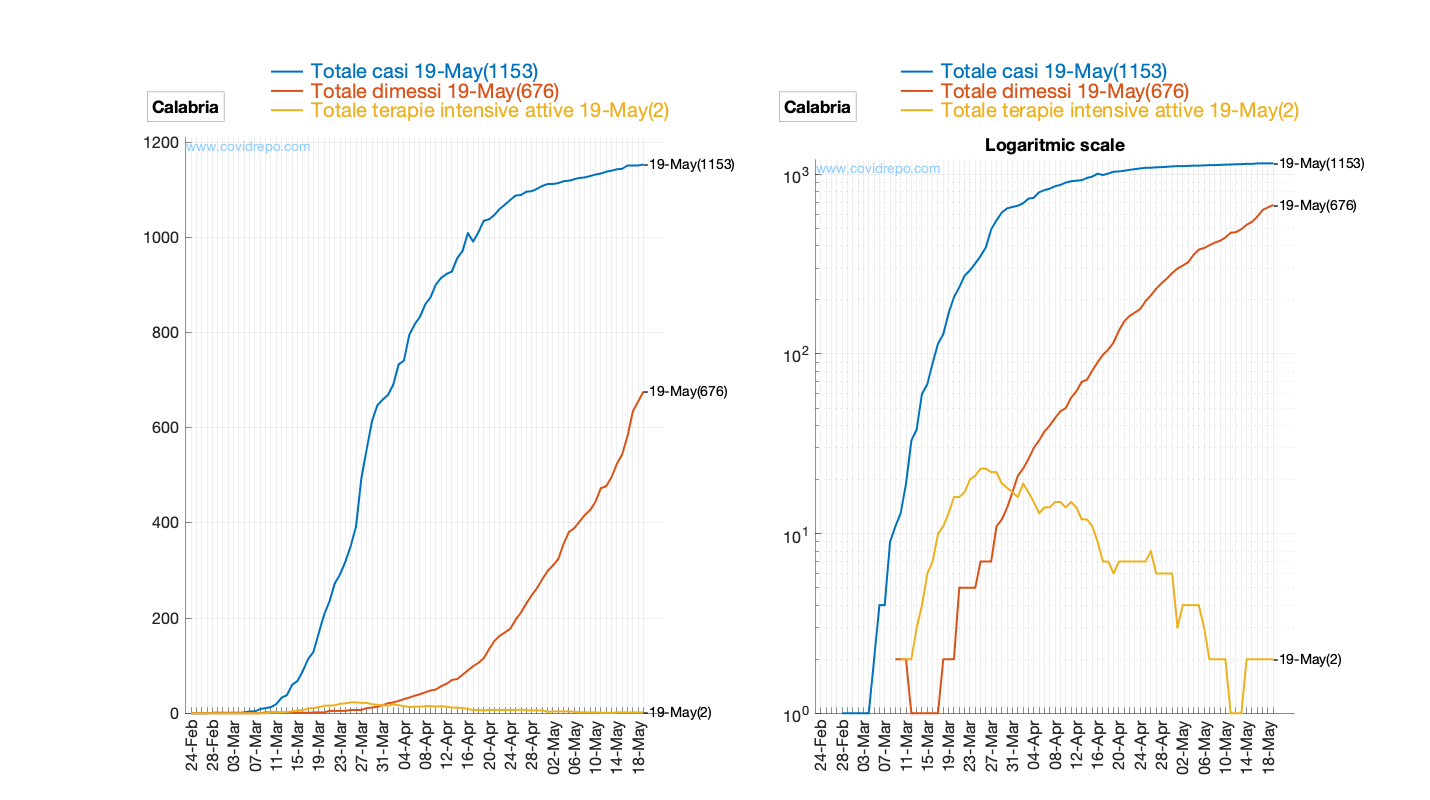 Totale casi 19-May(1153)
Totale dimessi 19-May(676)
Totale terapie intensive attive 19-May(2)
Calabria
www.covidrepo.com
1200
1000
800
600
400
200
0
19-May(1153)
19-May(676)
19-May(2)
24-Feb
28-Feb
03-Mar
07-Mar
11-Mar
15-Mar
19-Mar
23-Mar
27-Mar
31-Mar
04-Apr
08-Apr
12-Apr
16-Apr
20-Apr
24-Apr
28-Apr
02-May
06-May
10-May
14-May
18-May
Totale casi 19-May(1153)
Totale dimessi 19-May(676)
Totale terapie intensive attive 19-May(2)
Calabria
Logaritmic scale
www.covidrepo.com
10³
10²
10¹
10⁰
19-May(1153)
19-May(676)
19-May(2)
24-Feb
28-Feb
03-Mar
07-Mar
11-Mar
15-Mar
19-Mar
23-Mar
27-Mar
31-Mar
04-Apr
08-Apr
12-Apr
16-Apr
20-Apr
24-Apr
28-Apr
02-May
06-May
10-May
14-May
18-May